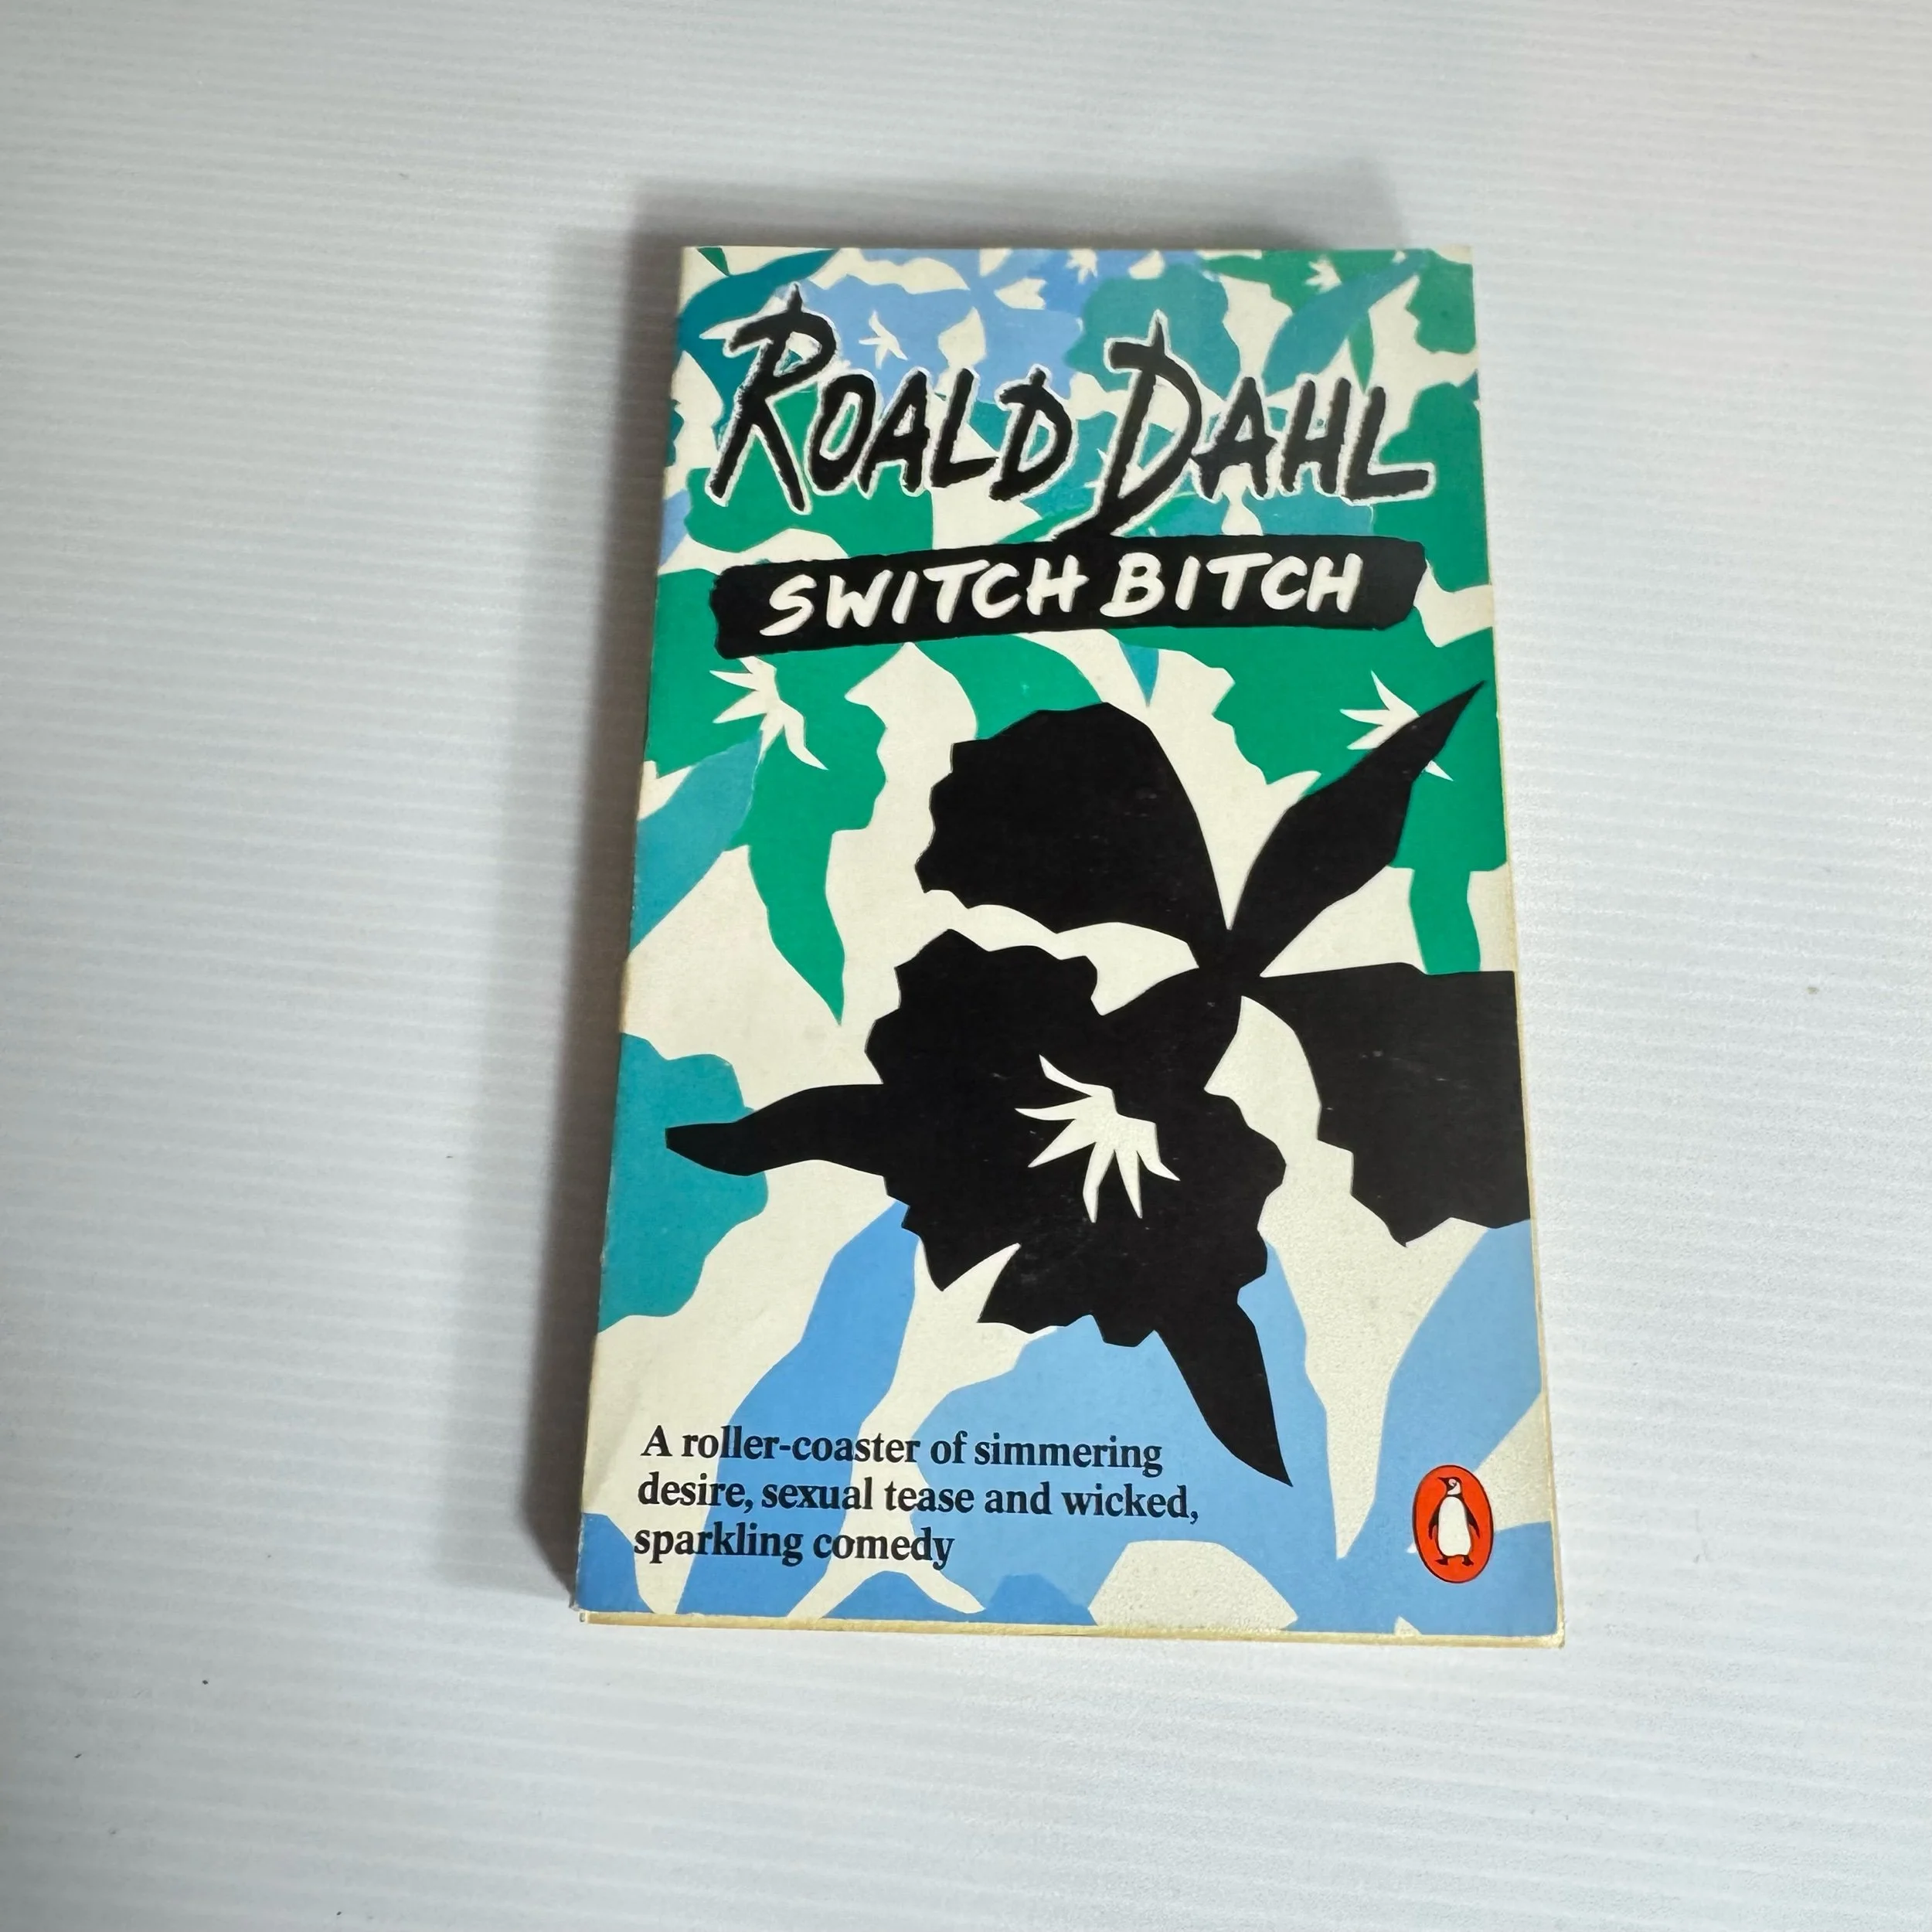 ROALD DAHL
SWITCH BITCH
A roller-coaster of simmering
desire, sexual tease and wicked,
sparkling comedy